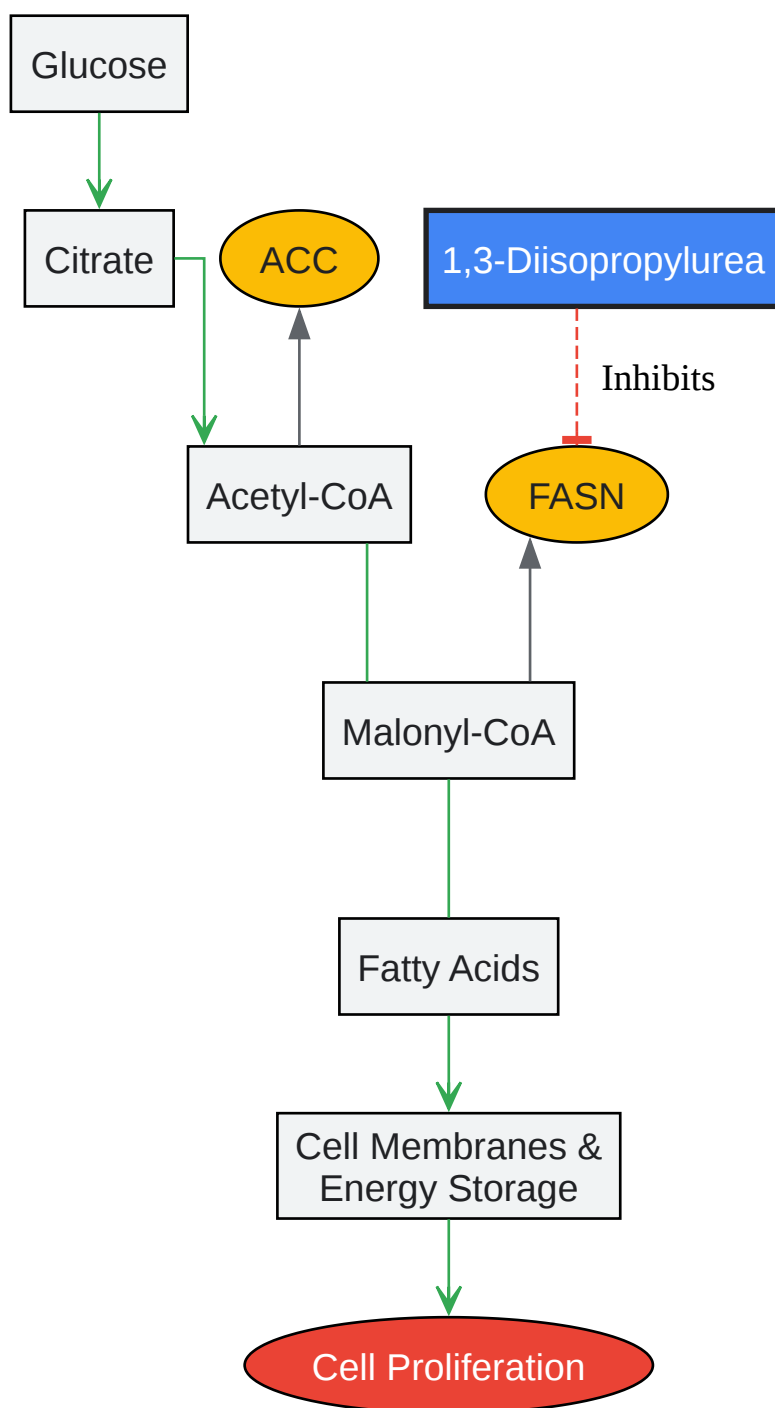 Glucose
Citrate
ACC
1,3-Diisopropylurea
Inhibits
Acetyl-CoA
FASN
Malonyl-CoA
Fatty Acids
Cell Membranes &
Energy Storage
Cell Proliferation